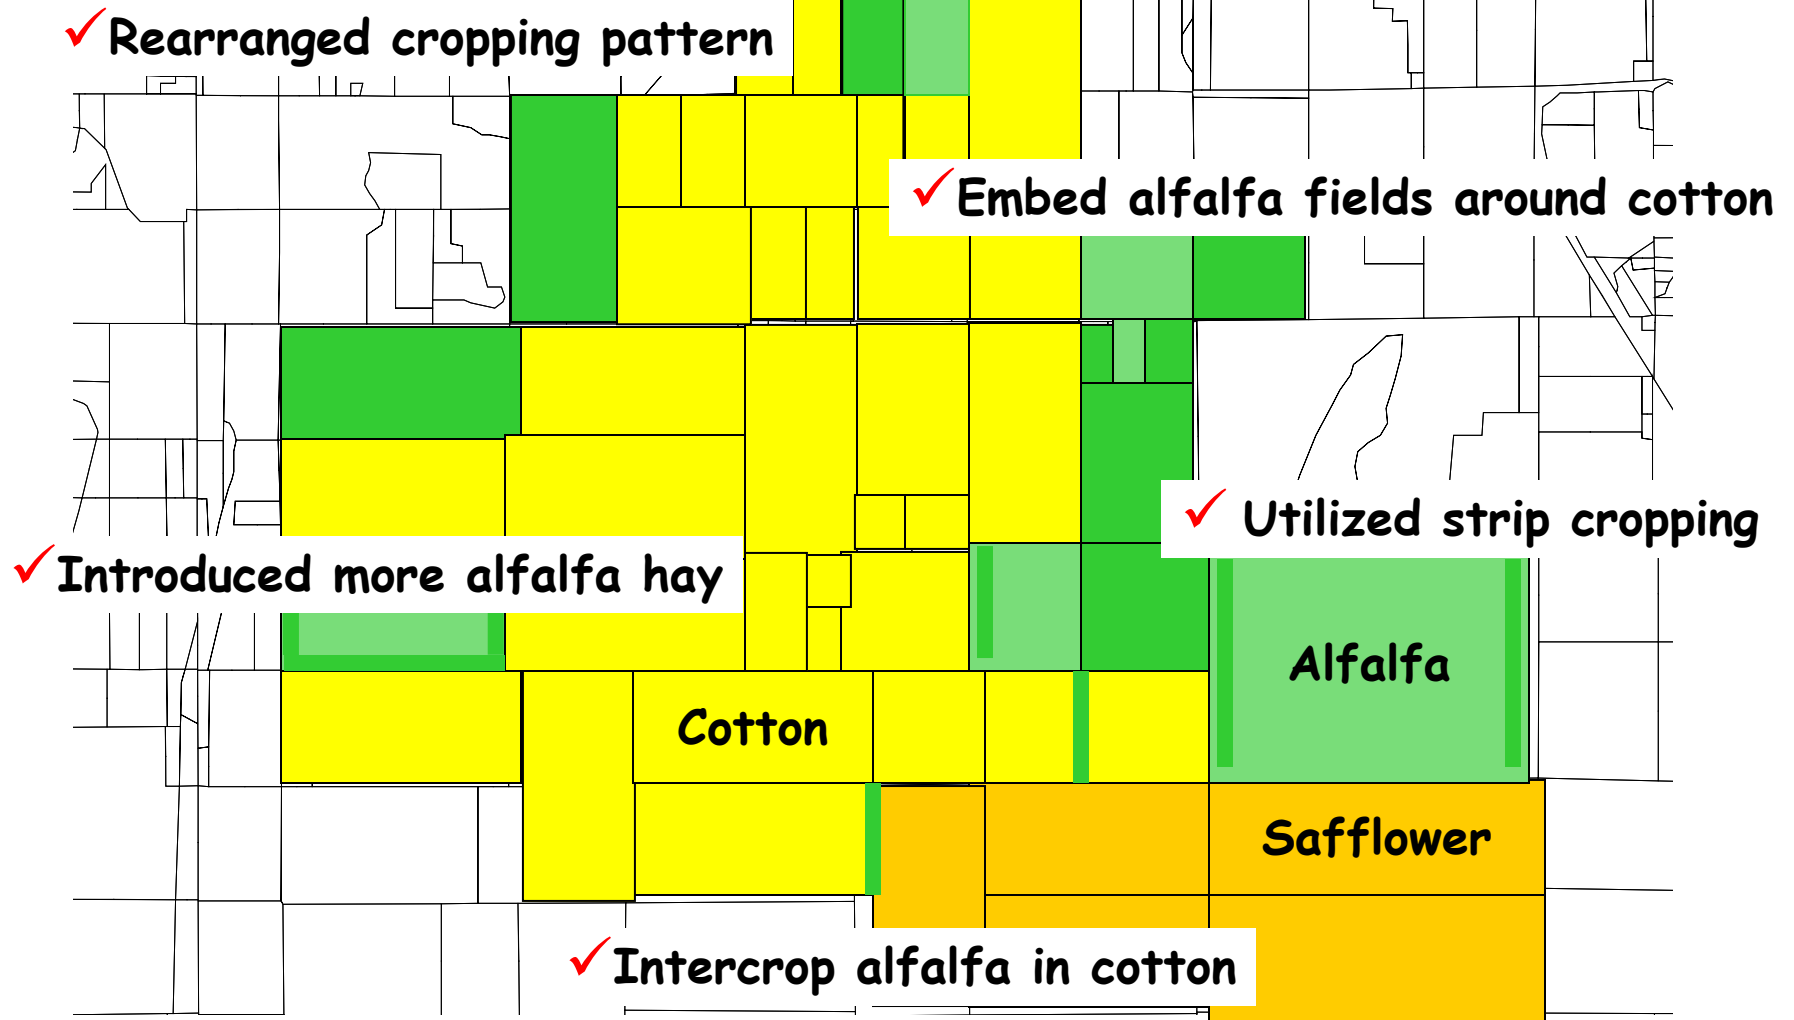 ✓Rearranged cropping pattern
✓Embed alfalfa fields around cotton
✓ Utilized strip cropping
✓Introduced more alfalfa hay
Alfalfa
Cotton
Safflower
✓Intercrop alfalfa in cotton